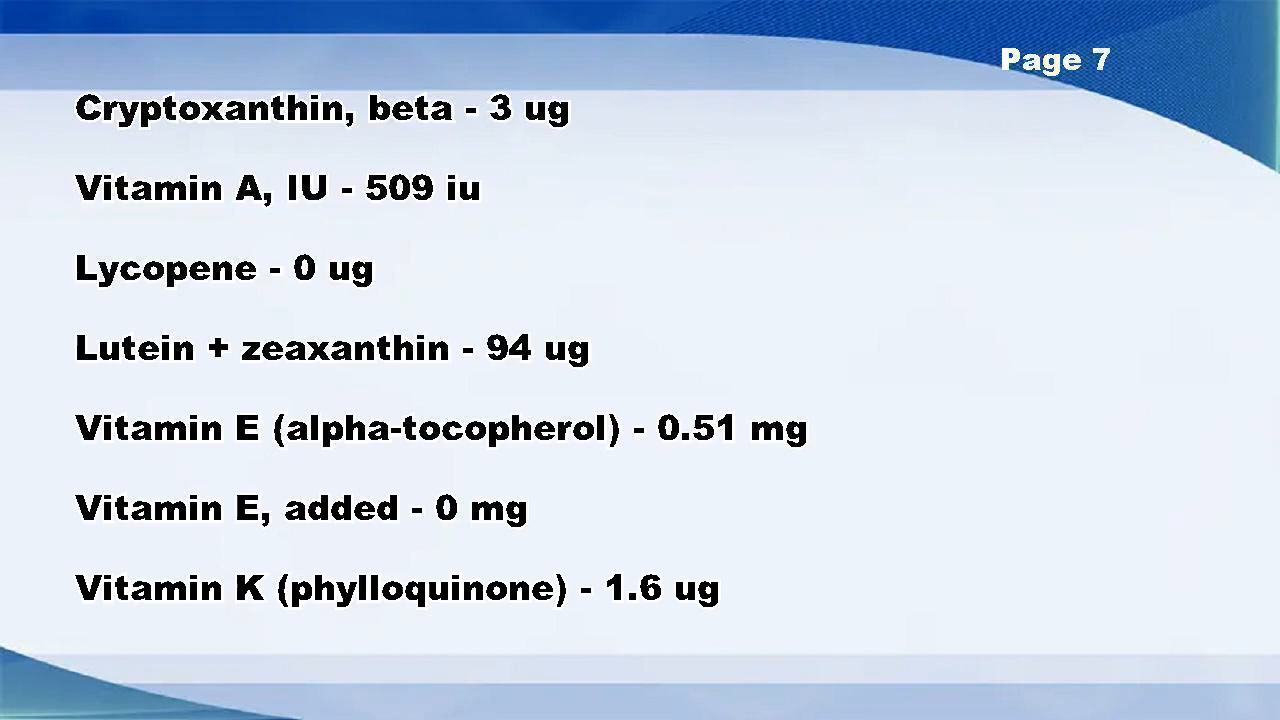 Page 7
Cryptoxanthin, beta - 3 ug
Vitamin A, IU - 509 iu
Lycopene - 0 ug
Lutein + zeaxanthin - 94 ug
Vitamin E (alpha-tocopherol) - 0.51 mg
Vitamin E, added - 0 mg
Vitamin K (phylloquinone) - 1.6 ug